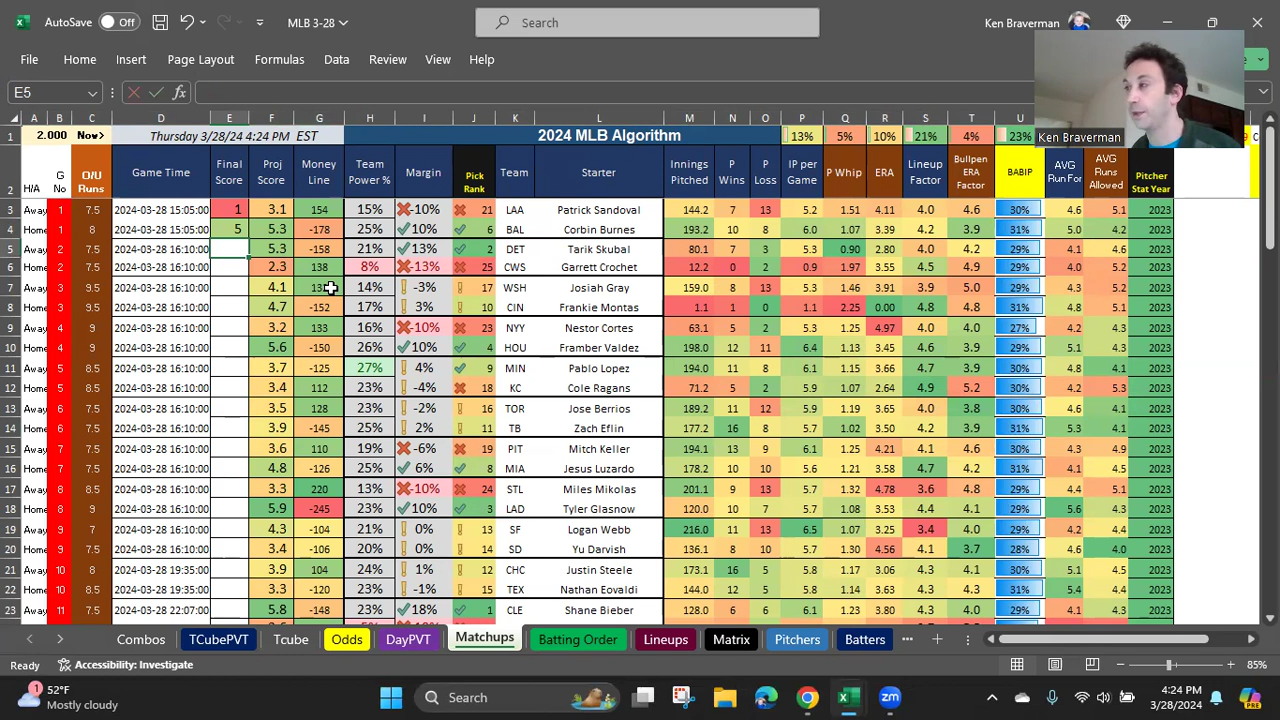 AutoSave Off MLB 3-28 Search Ken Braverman
File Home Insert Page Layout Formulas Data Review View Help
E5
Ken Braverman
A B C D E F G H I J K L M N O P Q R S T U
1 2.000 Now> Thursday 3/28/24 4:24 PM EST 2024 MLB Algorithm 13% 5% 10% 21% 4% 23%
2 H/A G No O/U Runs Game Time Final Score Proj Score Money Line Team Power % Margin Pick Rank Team Starter Innings Pitched P Wins P Loss IP per Game P Whip ERA Lineup Factor Bullpen ERA Factor BABIP AVG Run For AVG Runs Allowed Pitcher Stat Year
3 Away 1 7.5 2024-03-28 15:05:00 1 3.1 154 15% -10% 21 LAA Patrick Sandoval 144.2 7 13 5.2 1.51 4.11 4.0 4.6 30% 4.6 5.1 2023
4 Home 1 8 2024-03-28 15:05:00 5 5.3 -178 25% 10% 6 BAL Corbin Burnes 193.2 10 8 6.0 1.07 3.39 4.2 3.9 31% 4.9 4.2 2023
5 Away 2 7.5 2024-03-28 16:10:00 5.3 -158 21% 13% 2 DET Tarik Skubal 80.1 7 3 5.3 0.90 2.80 4.0 4.2 29% 4.1 4.6 2023
6 Home 2 7.5 2024-03-28 16:10:00 2.3 138 8% -13% 25 CWS Garrett Crochet 12.2 0 2 0.9 1.97 3.55 4.5 4.9 29% 4.0 5.2 2023
7 Away 3 9.5 2024-03-28 16:10:00 4.1 14% -3% 17 WSH Josiah Gray 159.0 8 13 5.3 1.46 3.91 3.9 5.0 29% 4.3 5.2 2023
8 Home 3 9.5 2024-03-28 16:10:00 4.7 -152 17% 3% 10 CIN Frankie Montas 1.1 1 0 1.1 2.25 0.00 4.8 4.8 31% 4.8 5.1 2023
9 Away 4 9 2024-03-28 16:10:00 3.2 133 16% -10% 23 NYY Nestor Cortes 63.1 5 2 5.3 1.25 4.97 4.0 4.0 27% 4.2 4.3 2023
10 Home 4 9 2024-03-28 16:10:00 5.6 -150 26% 10% 4 HOU Framber Valdez 198.0 12 11 6.4 1.13 3.45 4.6 3.9 29% 5.1 4.3 2023
11 Away 5 8.5 2024-03-28 16:10:00 3.7 -125 27% 4% 9 MIN Pablo Lopez 194.0 11 8 6.1 1.15 3.66 4.7 3.9 30% 4.8 4.1 2023
12 Home 5 8.5 2024-03-28 16:10:00 3.4 112 23% -4% 18 KC Cole Ragans 71.2 5 2 5.9 1.07 2.64 4.9 5.2 30% 4.2 5.3 2023
13 Away 6 7.5 2024-03-28 16:10:00 3.5 128 23% -2% 16 TOR Jose Berrios 189.2 11 12 5.9 1.19 3.65 4.0 3.8 30% 4.6 4.1 2023
14 Home 6 7.5 2024-03-28 16:10:00 3.9 -145 25% 2% 11 TB Zach Eflin 177.2 16 8 5.7 1.02 3.50 4.2 3.9 31% 5.3 4.1 2023
15 Away 7 7.5 2024-03-28 16:10:00 3.6 110 19% -6% 19 PIT Mitch Keller 194.1 13 9 6.1 1.25 4.21 4.1 4.6 30% 4.3 4.9 2023
16 Home 7 7.5 2024-03-28 16:10:00 4.8 -126 25% 6% 8 MIA Jesus Luzardo 178.2 10 10 5.6 1.21 3.58 4.7 4.2 31% 4.1 4.5 2023
17 Away 8 8.5 2024-03-28 16:10:00 3.3 220 13% -10% 24 STL Miles Mikolas 201.1 9 13 5.7 1.32 4.78 3.6 4.8 29% 4.4 5.1 2023
18 Home 8 8.5 2024-03-28 16:10:00 5.9 -245 23% 10% 3 LAD Tyler Glasnow 120.0 10 7 5.7 1.08 3.53 4.4 4.1 29% 5.6 4.3 2023
19 Away 9 7 2024-03-28 16:10:00 4.3 -104 21% 0% 13 SF Logan Webb 216.0 11 13 6.5 1.07 3.25 3.4 4.0 29% 4.2 4.4 2023
20 Home 9 7.5 2024-03-28 16:10:00 3.4 -106 20% 0% 14 SD Yu Darvish 136.1 8 10 5.7 1.30 4.56 4.1 3.7 28% 4.6 4.0 2023
21 Away 10 8 2024-03-28 19:35:00 3.9 104 24% 1% 12 CHC Justin Steele 173.1 16 5 5.8 1.17 3.06 4.3 4.1 30% 5.1 4.5 2023
22 Home 10 8.5 2024-03-28 19:35:00 3.3 -120 23% -1% 15 TEX Nathan Eovaldi 144.0 12 5 5.8 1.14 3.63 4.2 4.2 30% 5.4 4.4 2023
23 Away 11 7.5 2024-03-28 22:07:00 5.8 -148 23% 18% 1 CLE Shane Bieber 128.0 6 6 6.1 1.23 3.80 4.3 4.0 29% 4.1 4.3 2023
Combos TCubePVT Tcube Odds DayPVT Matchups Batting Order Lineups Matrix Pitchers Batters
Ready Accessibility: Investigate 85%
1 52°F Search 4:24 PM
Mostly cloudy 3/28/2024